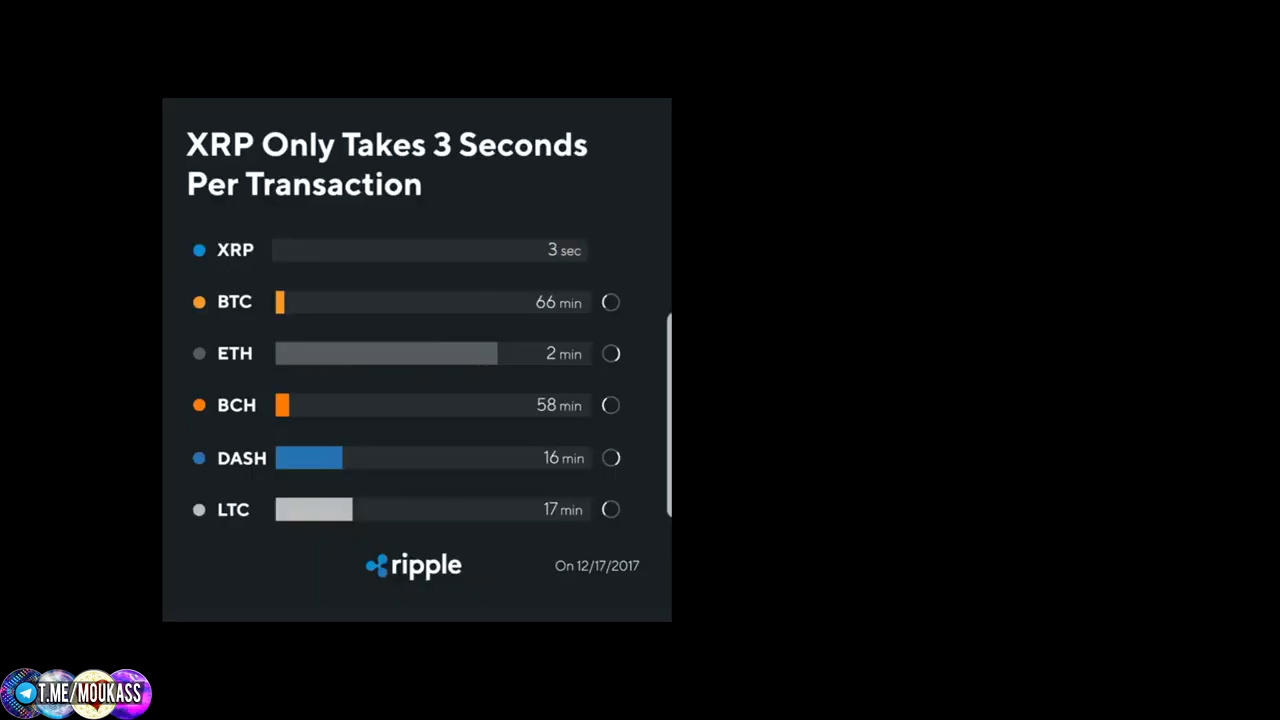 XRP Only Takes 3 Seconds
Per Transaction
XRP 3 sec
BTC 66 min
ETH 2 min
BCH 58 min
DASH 16 min
LTC 17 min
ripple On 12/17/2017
T.ME/MOUKASS